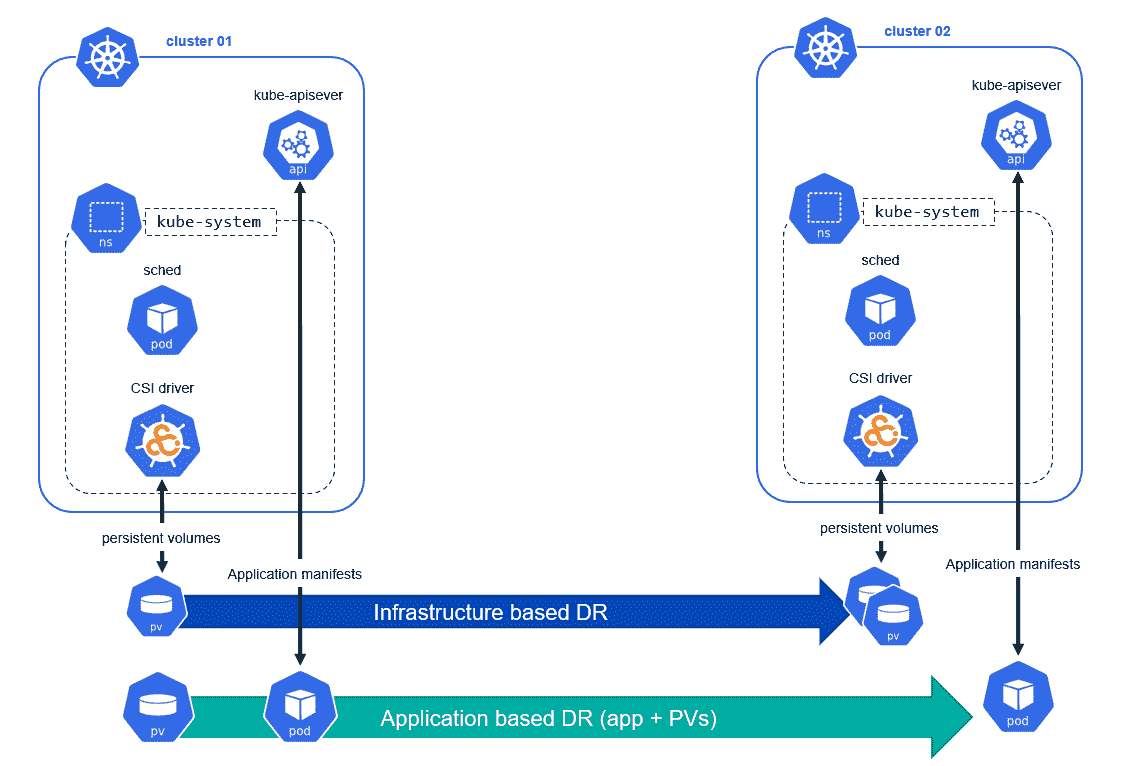 cluster 01
kube-apisever
api
kube-system
ns
sched
pod
CSI driver
persistent volumes
Application manifests
pv
cluster 02
kube-apisever
api
kube-system
ns
sched
pod
CSI driver
persistent volumes
Application manifests
pv
Infrastructure based DR
pv
pod
Application based DR (app + PVs)
pod